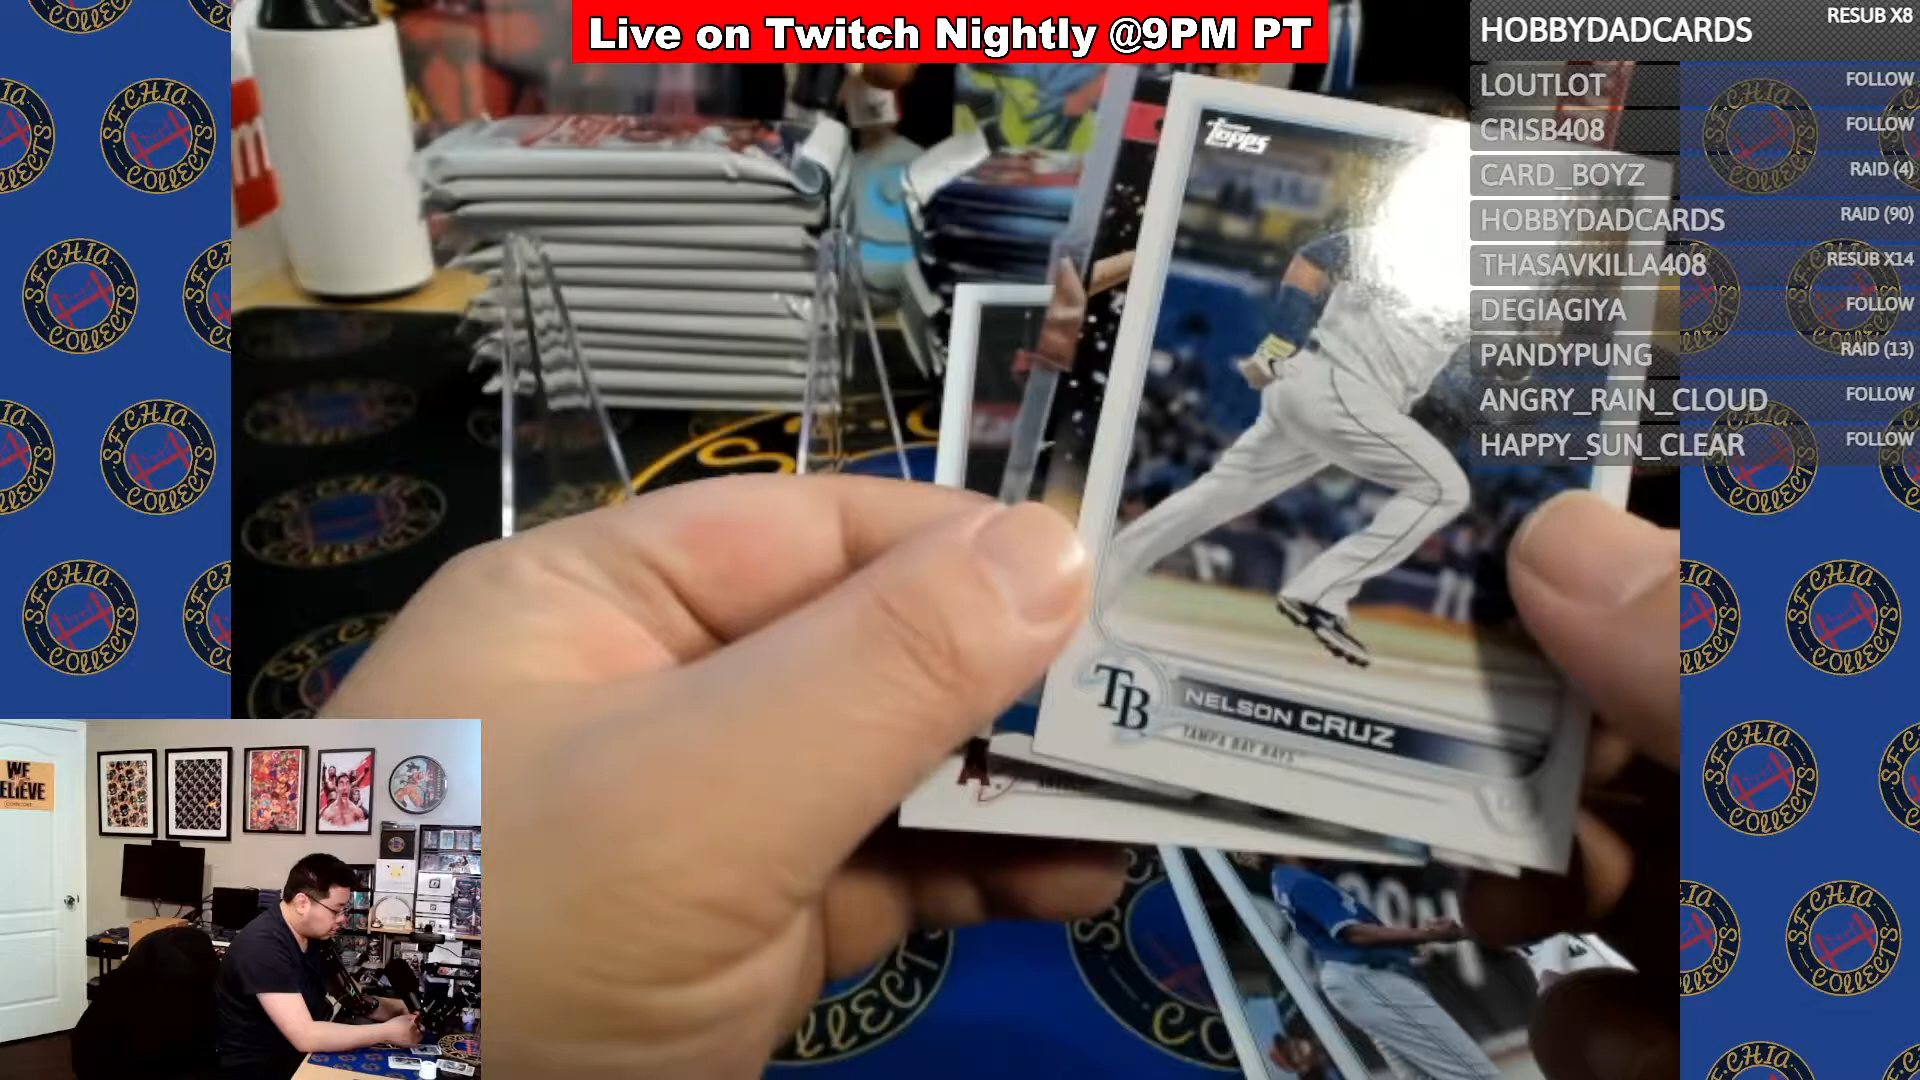 Live on Twitch Nightly @9PM PT
HOBBYDADCARDS RESUB X8
LOUTLOT FOLLOW
CRISB408 FOLLOW
CARD_BOYZ RAID (4)
HOBBYDADCARDS RAID (90)
THASAVKILLA408 RESUB X14
DEGIAGIYA FOLLOW
PANDYPUNG RAID (13)
ANGRY_RAIN_CLOUD FOLLOW
HAPPY_SUN_CLEAR FOLLOW
Topps
TB
NELSON CRUZ
TAMPA BAY RAYS
A.
S.F. CHIA
COLLECTS
WE
BELIEVE